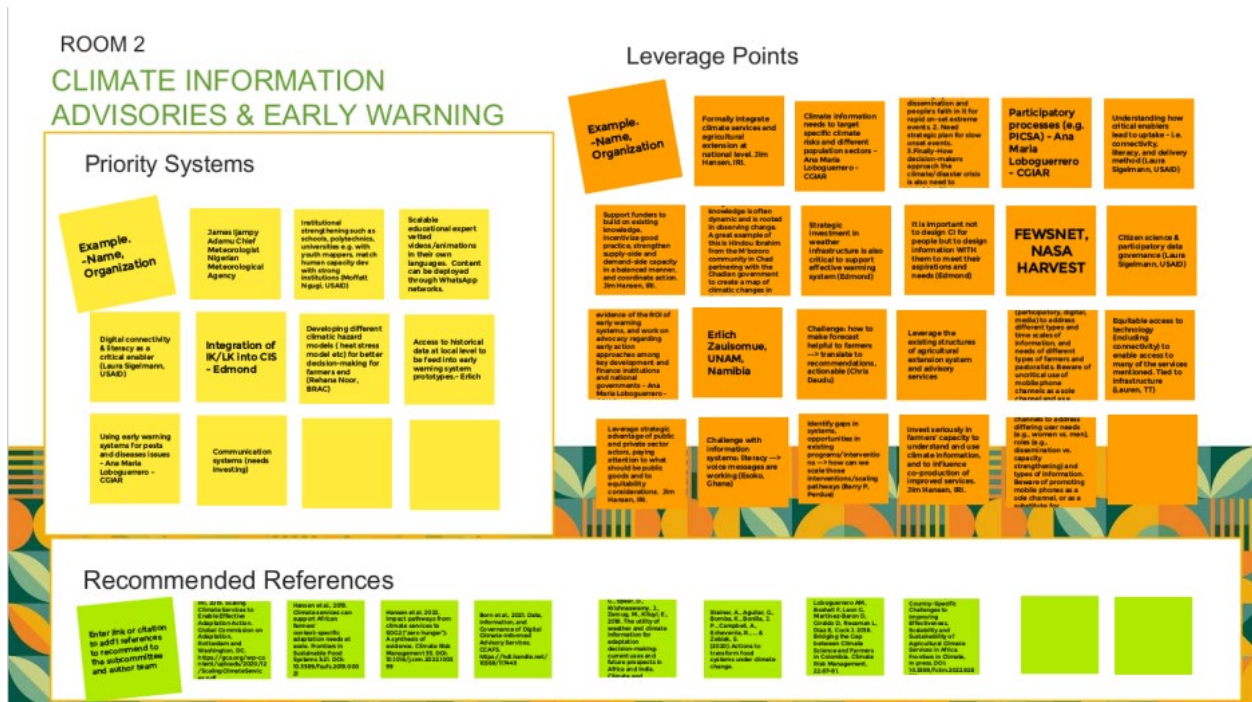 ROOM 2
CLIMATE INFORMATION
ADVISORIES & EARLY WARNING
Priority Systems
Example.
-Name,
Organization
James Ijampy
Adamu Chief
Meteorologist
Nigerian
Meteorological
Agency
Institutional
strengthening such as
schools, polytechnics,
universities e.g. with
youth mappers, match
human capacity dev
with strong
institutions (Moffatt
Ngugi, USAID)
Scalable
educational expert
vetted
videos/animations
in their own
languages. Content
can be deployed
through WhatsApp
networks.
Digital connectivity
& literacy as a
critical enabler
(Laura Sigelmann,
USAID)
Integration of
IK/LK into CIS
- Edmond
Developing different
climatic hazard
models ( heat stress
model etc) for better
decision-making for
farmers end
(Rehana Noor,
BRAC)
Access to historical
data at local level to
be feed into early
warning system
prototypes.- Erlich
Using early warning
systems for pests
and diseases issues
- Ana Maria
Loboguerrero -
CGIAR
Communication
systems (needs
investing)
Leverage Points
Example.
-Name,
Organization
Formally integrate
climate services and
agricultural
extension at
national level. Jim
Hansen, IRI.
Climate information
needs to target
specific climate
risks and different
population sectors -
Ana Maria
Loboguerrero -
CGIAR
dissemination and
people's faith in it for
rapid on-set extreme
events. 2. Need
strategic plan for slow
onset events.
3.Finally-How
decision-makers
approach the
climate/disaster crisis
is also need to
Participatory
processes (e.g.
PICSA) - Ana
Maria
Loboguerrero
- CGIAR
Understanding how
critical enablers
lead to uptake - i.e.
connectivity,
literacy, and delivery
method (Laura
Sigelmann, USAID)
Support funders to
build on existing
knowledge,
incentivize good
practice, strengthen
supply-side and
demand-side capacity
in a balanced manner,
and coordinate action.
Jim Hansen, IRI.
knowledge is often
dynamic and is rooted
in observing change.
A great example of
this is Hindou Ibrahim
from the M'bororo
community in Chad
partnering with the
Chadian government
to create a map of
climatic changes in
Strategic
investment in
weather
infrastructure is also
critical to support
effective warning
system (Edmond)
It is important not
to design CI for
people but to design
information WITH
them to meet their
aspirations and
needs (Edmond)
FEWSNET,
NASA
HARVEST
Citizen science &
participatory data
governance (Laura
Sigelmann, USAID)
evidence of the ROI of
early warning
systems, and work on
advocacy regarding
early action
approaches among
key development and
finance institutions
and national
governments - Ana
Maria Loboguerrero-
Erlich
Zauisomue,
UNAM,
Namibia
Challenge: how to
make forecast
helpful to farmers
--> translate to
recommendations,
actionable (Chris
Daudu)
Leverage the
existing structures
of agricultural
extension system
and advisory
services
(participatory, digital,
media) to address
different types and
time scales of
information, and
needs of different
types of farmers and
pastoralists. Beware of
uncritical use of
mobile phone
channels as a sole
channel and as a
Equitable access to
technology
(including
connectivity) to
enable access to
many of the services
mentioned. Tied to
infrastructure
(Lauren, TT)
Leverage strategic
advantage of public
and private sector
actors, paying
attention to what
should be public
goods and to
equitability
considerations. Jim
Hansen, IRI.
Challenge with
information
systems: literacy -->
voice messages are
working (Esoko,
Ghana)
Identify gaps in
systems,
opportunities in
existing
programs/interventio
ns --> how can we
scale those
interventions/scaling
pathways (Barry P,
Perdue)
Invest seriously in
farmers' capacity to
understand and use
climate information,
and to influence
co-production of
improved services.
Jim Hansen, IRI.
channels to address
differing user needs
(e.g., women vs. men),
roles (e.g.,
dissemination vs.
capacity
strengthening) and
types of information.
Beware of promoting
mobile phones as a
sole channel, or as a
substitute for
Recommended References
Enter link or citation
to add references
to recommend to
the subcommittee
and author team
2019. Scaling
Climate Services to
Enable Effective
Adaptation Action.
Global Commission on
Adaptation,
Rotterdam and
Washington, DC.
Hansen et al., 2019.
Climate services can
support African
farmers'
context-specific
adaptation needs at
scale. Frontiers in
Sustainable Food
Systems 3:21. DOI:
Hansen et al. 2022.
impact pathways from
climate services to
SDG2 ("zero hunger"):
A synthesis of
evidence. Climate Risk
Management 35. DOI:
Born et al., 2021. Data,
Information, and
Governance of Digital
Climate-Informed
Advisory Services.
CCAFS.
https://hdl.handle.net/
Krishnaswamy, J.,
2018. The utility of
weather and climate
information for
adaptation
decision-making:
current uses and
future prospects in
Africa and India.
Climate and
Steiner, A., Aguilar, G.,
Bomba, K., Bonilla, J.
P., Campbell, A.,
Echeverria, R., ... &
Zebiak, S.
(2020). Actions to
transform food
systems under climate
change.
Loboguerrero AM,
Boshell F, Leon G,
Martinez-Baron D,
Giraldo D, Recaman,
L, Diaz E, Cock J. 2018.
Bridging the Gap
between Climate
Science and Farmers
in Colombia. Climate
Risk Management,
22:67-81.
Country-Specific
Challenges to
Improving
Effectiveness,
Scalability and
Sustainability of
Agricultural Climate
Services in Africa.
Frontiers in Climate,
in press. DOI: